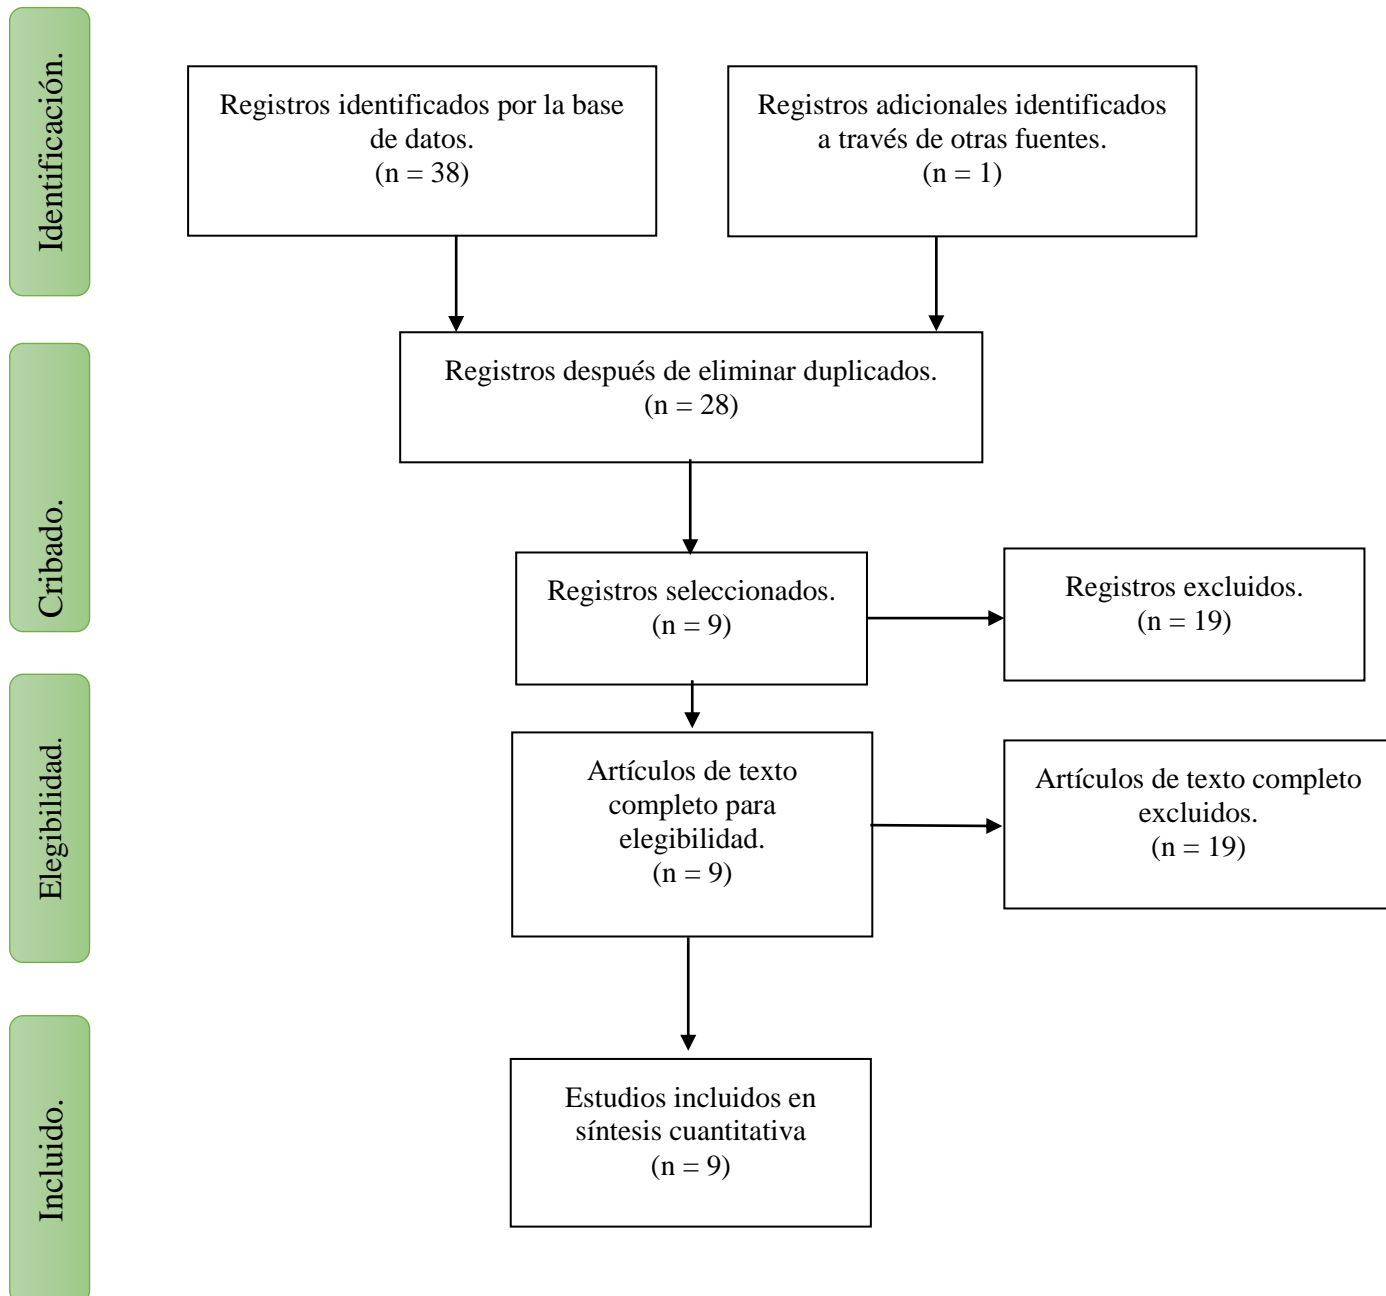 Identificación.
Registros identificados por la base
de datos.
(n = 38)
Registros adicionales identificados
a través de otras fuentes.
(n = 1)
Cribado.
Registros después de eliminar duplicados.
(n = 28)
Registros seleccionados.
(n = 9)
Registros excluidos.
(n = 19)
Elegibilidad.
Artículos de texto
completo para
elegibilidad.
(n = 9)
Artículos de texto completo
excluidos.
(n = 19)
Incluido.
Estudios incluidos en
síntesis cuantitativa
(n = 9)